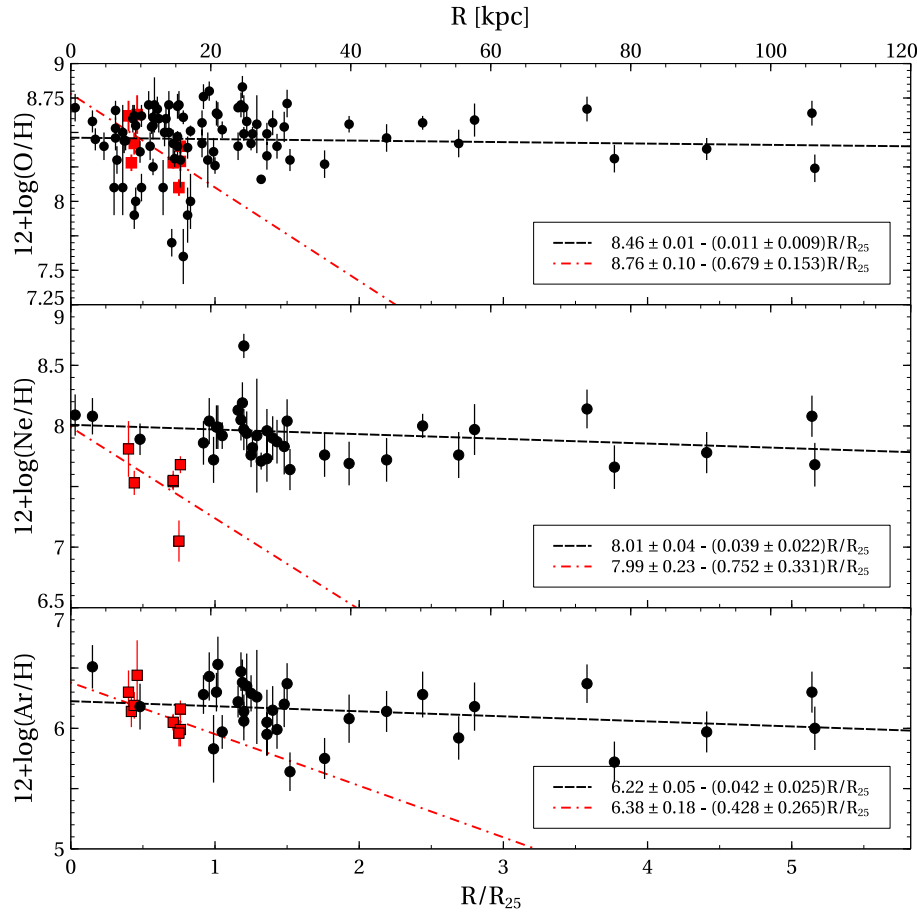 R [kpc]
0 20 40 60 80 100 120
12+log(O/H)
9
8.75
8
7.5
7.25
8.46 ± 0.01 - (0.011 ± 0.009)R/R25
8.76 ± 0.10 - (0.679 ± 0.153)R/R25
12+log(Ne/H)
9
8.5
8
7
6.5
8.01 ± 0.04 - (0.039 ± 0.022)R/R25
7.99 ± 0.23 - (0.752 ± 0.331)R/R25
12+log(Ar/H)
7
6
5
6.22 ± 0.05 - (0.042 ± 0.025)R/R25
6.38 ± 0.18 - (0.428 ± 0.265)R/R25
0 1 2 3 4 5
R/R25